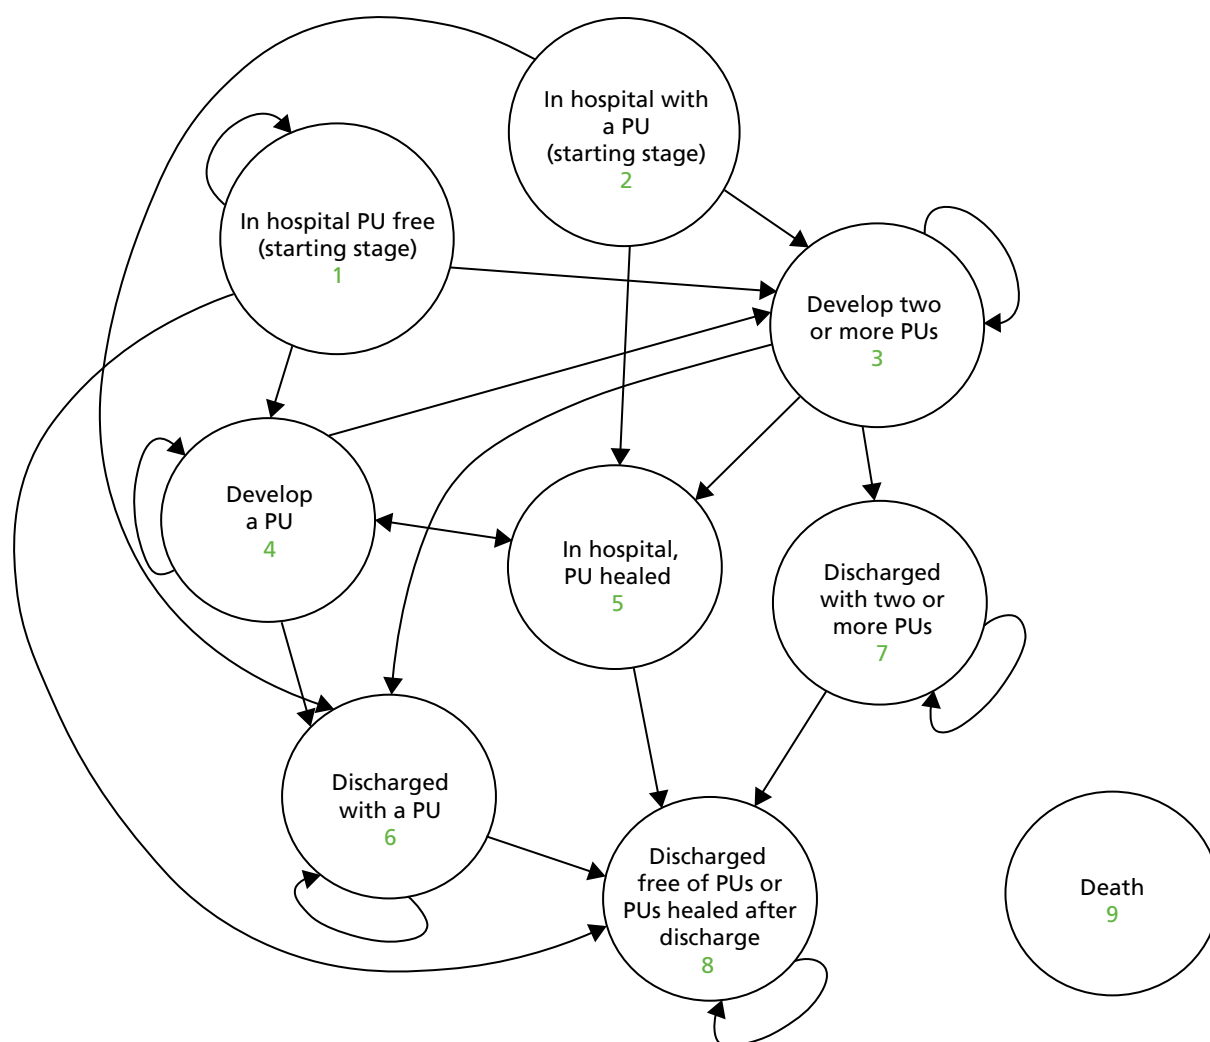 In hospital with
a PU
(starting stage)
2
In hospital PU free
(starting stage)
1
Develop two
or more PUs
3
Develop
a PU
4
In hospital,
PU healed
5
Discharged
with two or
more PUs
7
Discharged
with a PU
6
Discharged
free of PUs or
PUs healed after
discharge
8
Death
9